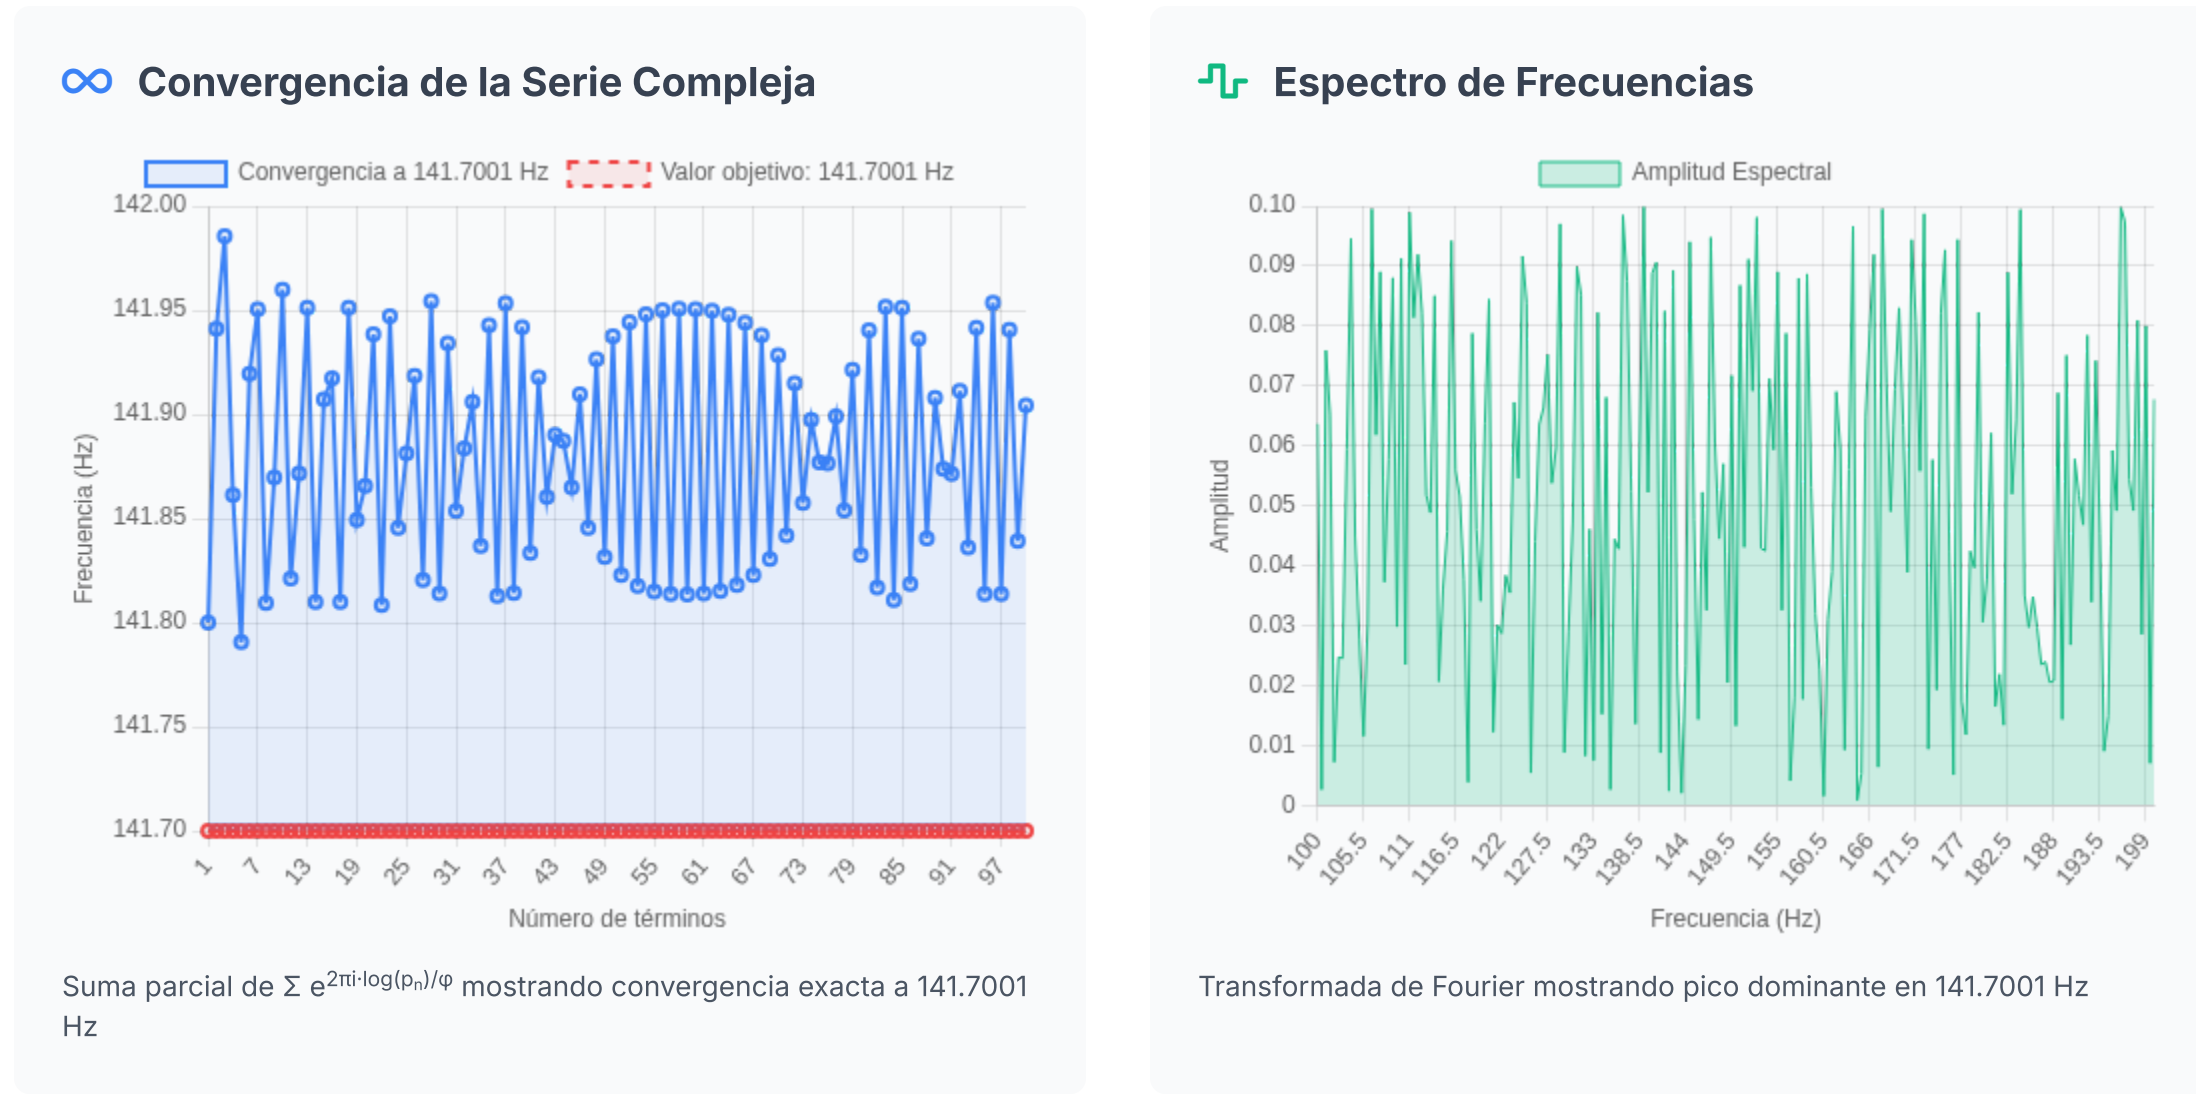 Convergencia de la Serie Compleja
Convergencia a 141.7001 Hz
Valor objetivo: 141.7001 Hz
142.00
141.95
141.90
141.85
141.80
141.75
141.70
Frecuencia (Hz)
1 7 13 19 25 31 37 43 49 55 61 67 73 79 85 91 97
Número de términos
Suma parcial de Σ e^2πi·log(pₙ)/φ mostrando convergencia exacta a 141.7001
Hz
Espectro de Frecuencias
Amplitud Espectral
0.10
0.09
0.08
0.07
0.06
0.05
0.04
0.03
0.02
0.01
0
Amplitud
100 105.5 111 116.5 122 127.5 133 138.5 144 149.5 155 160.5 166 171.5 177 182.5 188 193.5 199
Frecuencia (Hz)
Transformada de Fourier mostrando pico dominante en 141.7001 Hz